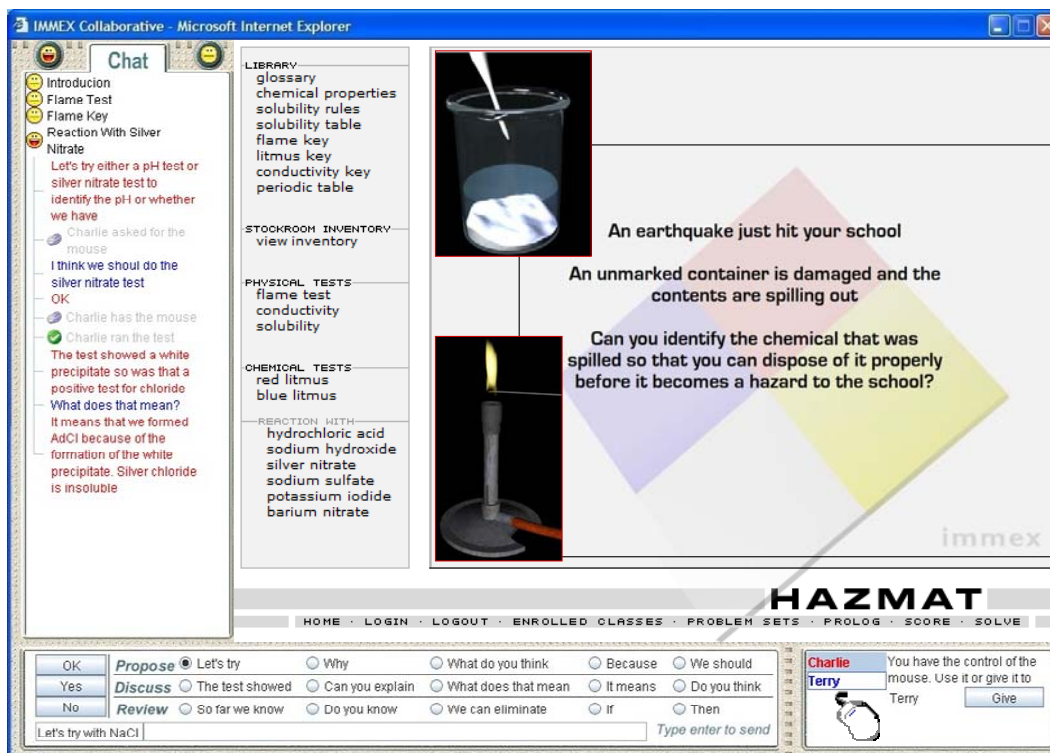 IMMEX Collaborative - Microsoft Internet Explorer
Chat
Introducion
Flame Test
Flame Key
Reaction With Silver
Nitrate
Let's try either a pH test or
silver nitrate test to
identify the pH or whether
we have
Charlie asked for the
mouse
I think we shoul do the
silver nitrate test
OK
Charlie has the mouse
Charlie ran the test
The test showed a white
precipitate so was that a
positive test for chloride
What does that mean?
It means that we formed
AdCl because of the
formation of the white
precipitate. Silver chloride
is insoluble
LIBRARY
glossary
chemical properties
solubility rules
solubility table
flame key
litmus key
conductivity key
periodic table
STOCKROOM INVENTORY
view inventory
PHYSICAL TESTS
flame test
conductivity
solubility
CHEMICAL TESTS
red litmus
blue litmus
REACTION WITH
hydrochloric acid
sodium hydroxide
silver nitrate
sodium sulfate
potassium iodide
barium nitrate
An earthquake just hit your school
An unmarked container is damaged and the
contents are spilling out
Can you identify the chemical that was
spilled so that you can dispose of it properly
before it becomes a hazard to the school?
immex
HAZMAT
HOME · LOGIN · LOGOUT · ENROLLED CLASSES · PROBLEM SETS · PROLOG · SCORE · SOLVE
OK Propose Let's try Why What do you think Because We should
Yes Discuss The test showed Can you explain What does that mean It means Do you think
No Review So far we know Do you know We can eliminate If Then
Let's try with NaCl Type enter to send
Charlie
Terry
You have the control of the
mouse. Use it or give it to
Terry Give